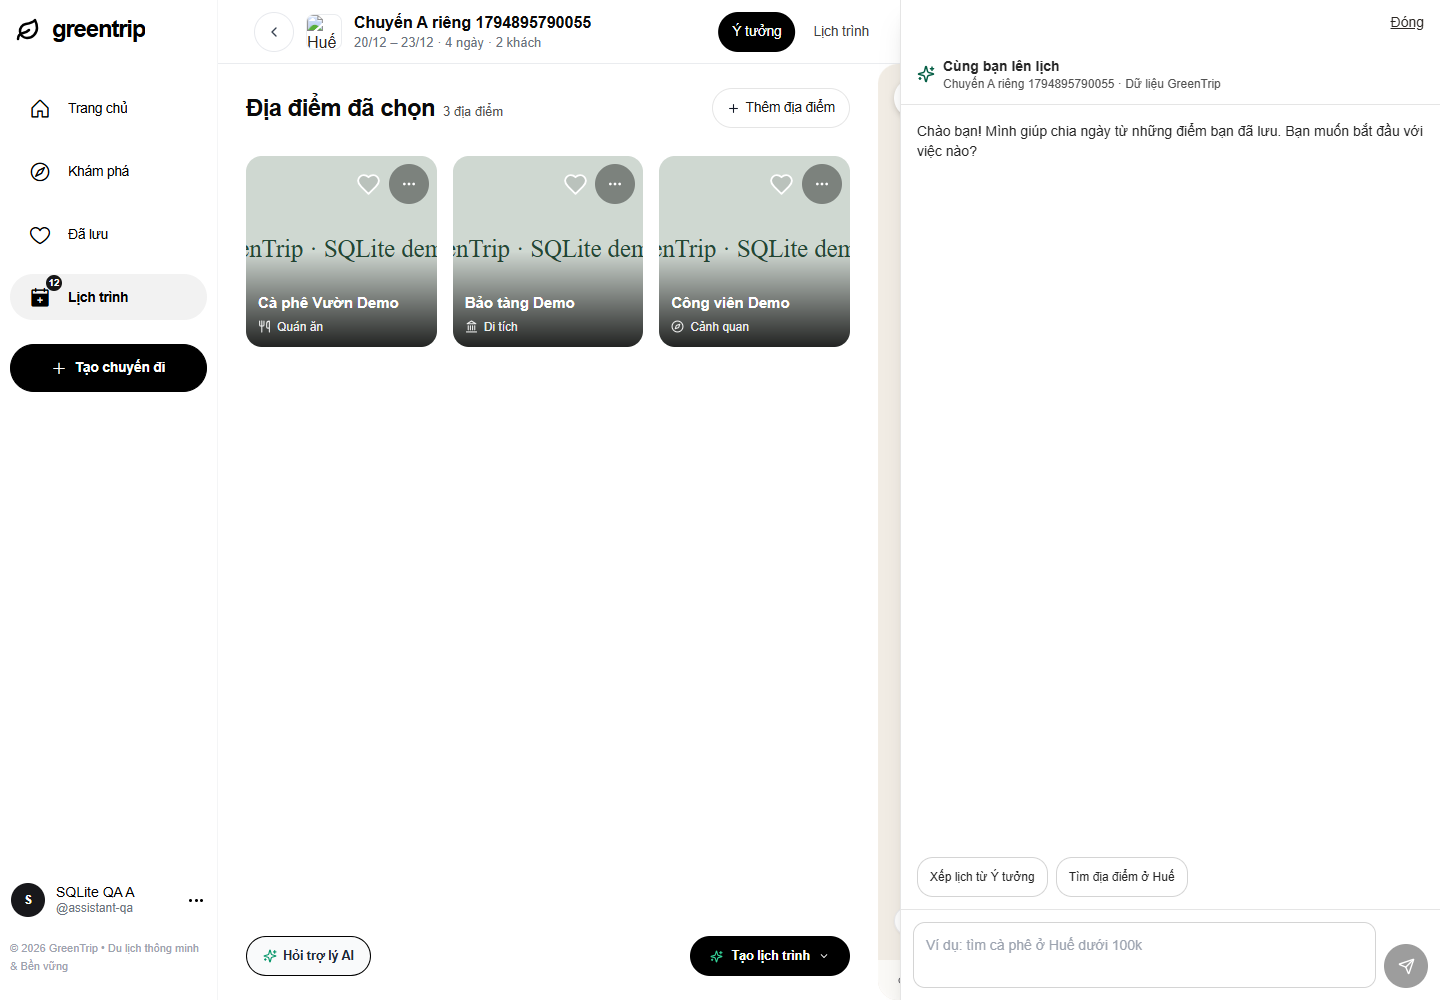 greentrip
Trang chủ
Khám phá
Đã lưu
12
Lịch trình
Tạo chuyến đi
S
SQLite QA A
@assistant-qa
© 2026 GreenTrip • Du lịch thông minh
& Bền vững
Huế
Chuyến A riêng 1794895790055
20/12 – 23/12 · 4 ngày · 2 khách
Ý tưởng
Lịch trình
Địa điểm đã chọn
3 địa điểm
Thêm địa điểm
enTrip · SQLite dem
Cà phê Vườn Demo
Quán ăn
enTrip · SQLite dem
Bảo tàng Demo
Di tích
enTrip · SQLite dem
Công viên Demo
Cảnh quan
Hỏi trợ lý AI
Tạo lịch trình
Đóng
Cùng bạn lên lịch
Chuyến A riêng 1794895790055 · Dữ liệu GreenTrip
Chào bạn! Mình giúp chia ngày từ những điểm bạn đã lưu. Bạn muốn bắt đầu với
việc nào?
Xếp lịch từ Ý tưởng
Tìm địa điểm ở Huế
Ví dụ: tìm cà phê ở Huế dưới 100k